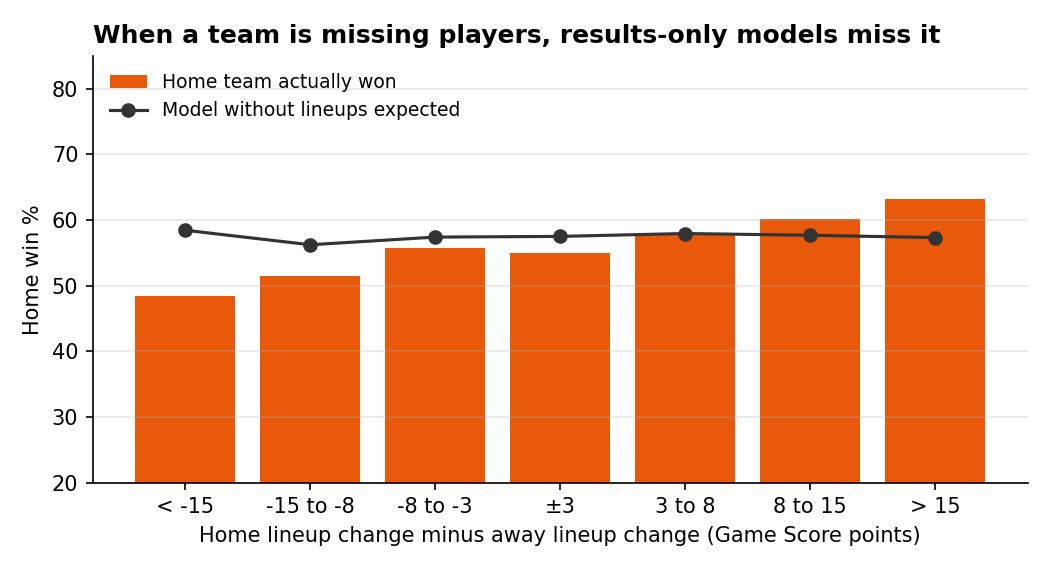 When a team is missing players, results-only models miss it
Home team actually won
Model without lineups expected
Home win %
80
70
60
50
40
30
20
< -15
-15 to -8
-8 to -3
±3
3 to 8
8 to 15
> 15
Home lineup change minus away lineup change (Game Score points)